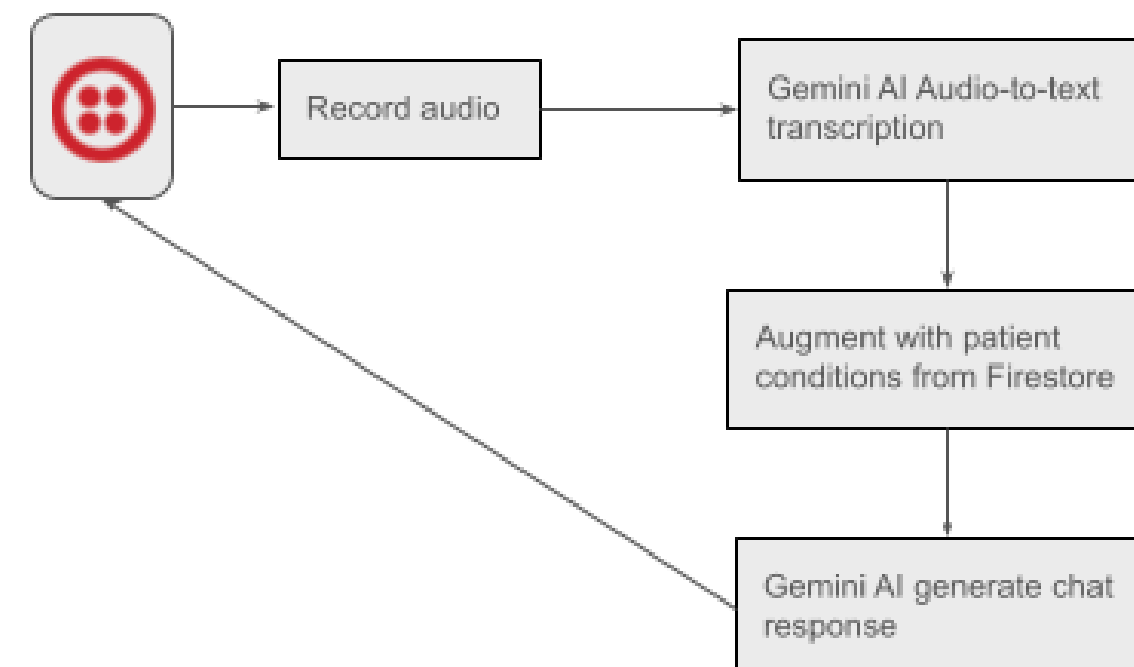 Record audio
Gemini AI Audio-to-text
transcription
Augment with patient
conditions from Firestore
Gemini AI generate chat
response